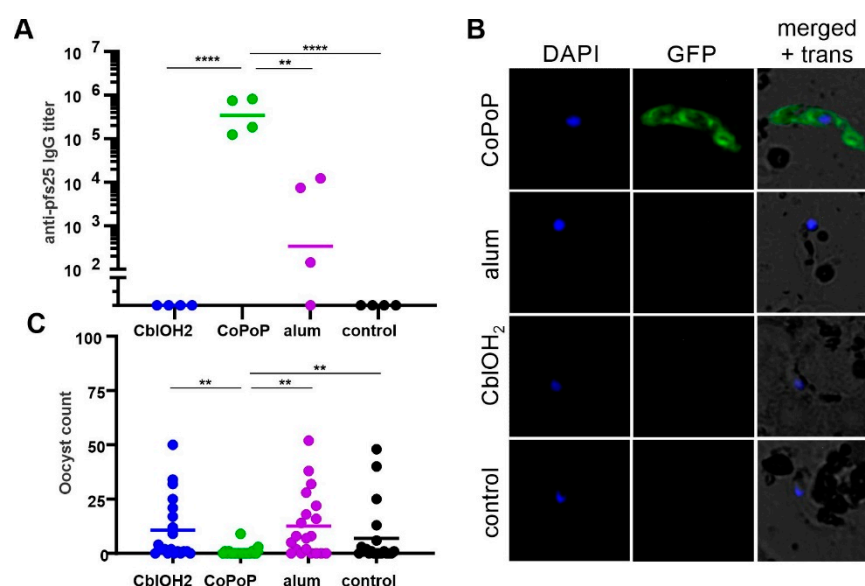 A
anti-pfs25 IgG titer
10 7
10 6
10 5
10 4
10 3
10 2
****
****
**
CblOH2 CoPoP alum control
C
Oocyst count
100
75
50
25
0
**
**
**
CblOH2 CoPoP alum control
B
DAPI GFP merged
+ trans
CoPoP
alum
CblOH2
control